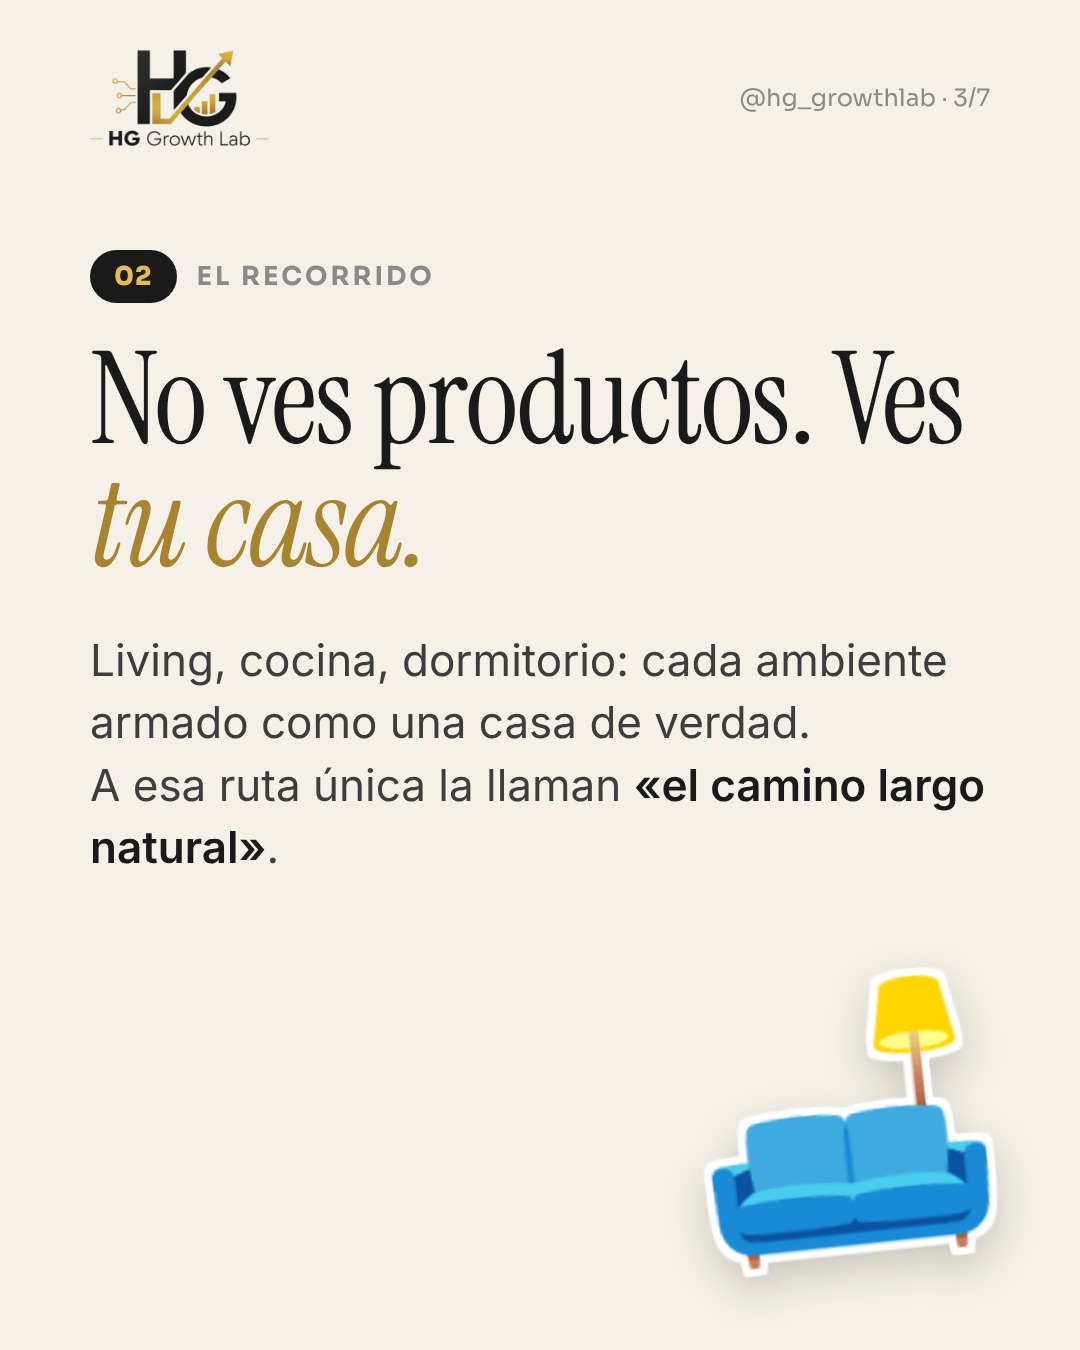 HG
HG Growth Lab
@hg_growthlab · 3/7
02 EL RECORRIDO
No ves productos. Ves
tu casa.
Living, cocina, dormitorio: cada ambiente
armado como una casa de verdad.
A esa ruta única la llaman «el camino largo
natural».